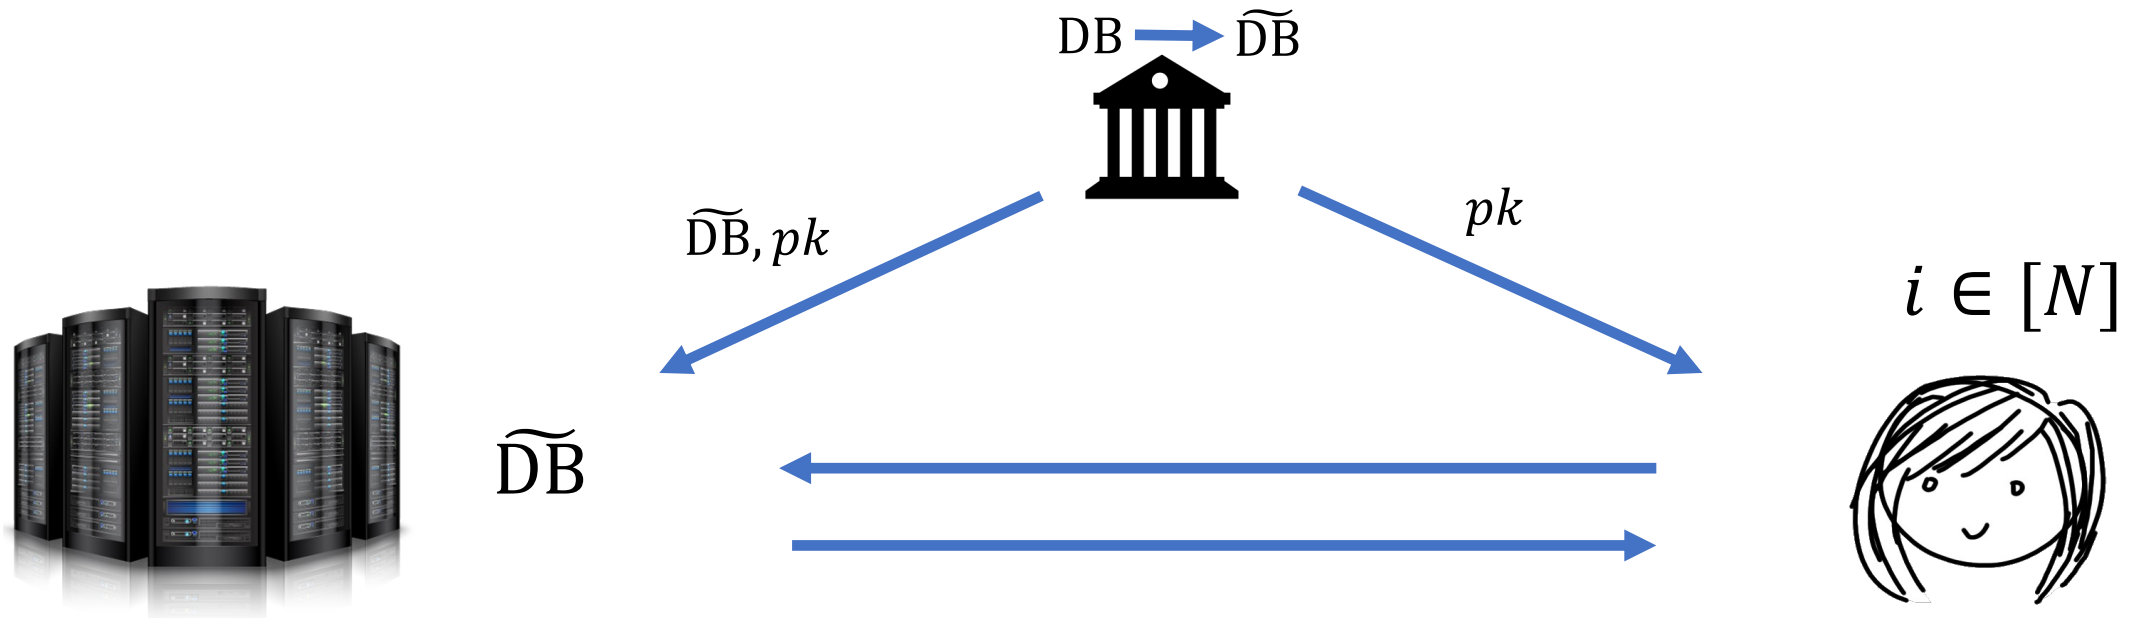 DB → D͠B
D͠B, pk
pk
i ∈ [N]
D͠B